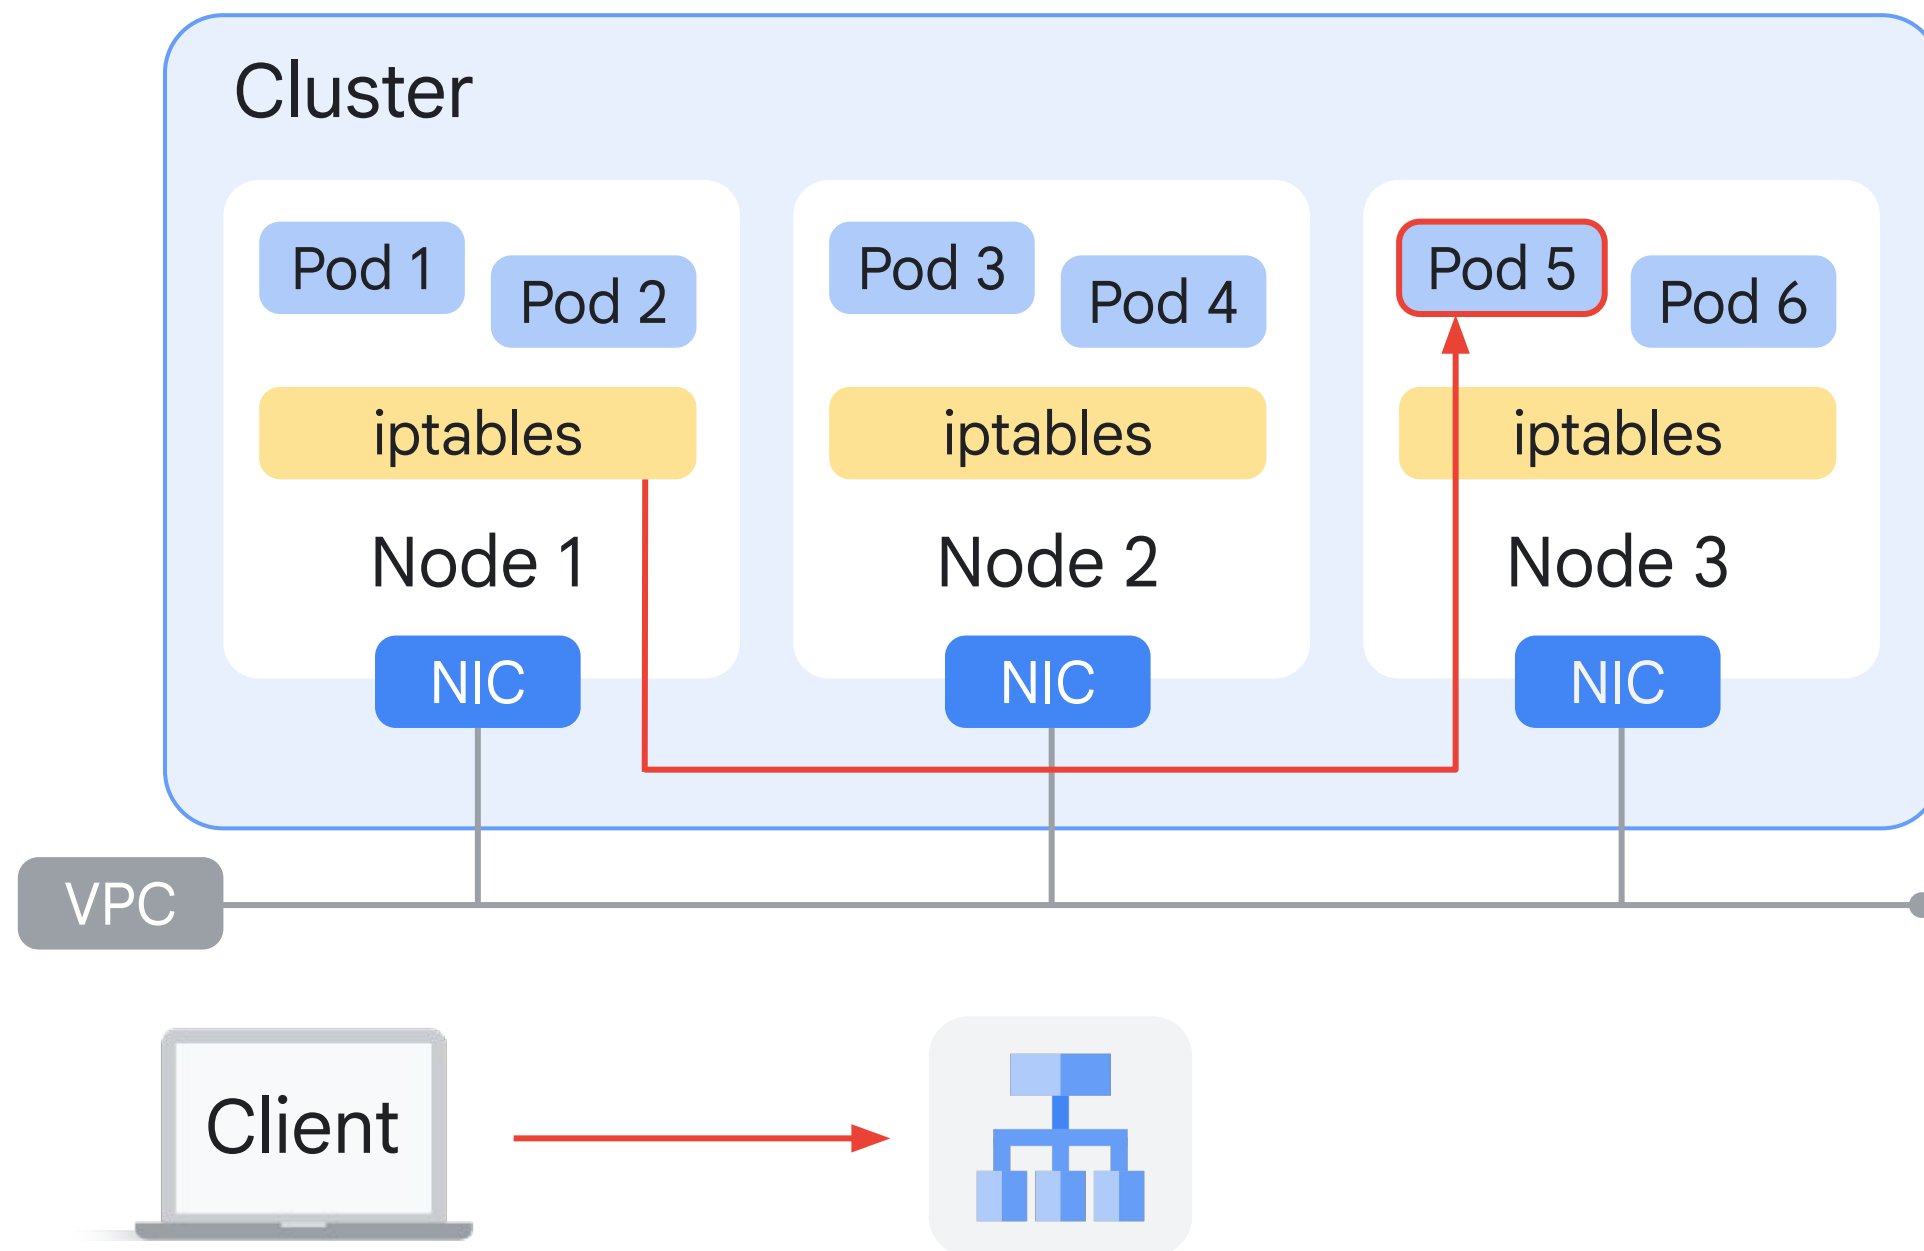 Cluster
Pod 1
Pod 2
iptables
Node 1
NIC
Pod 3
Pod 4
iptables
Node 2
NIC
Pod 5
Pod 6
iptables
Node 3
NIC
VPC
Client